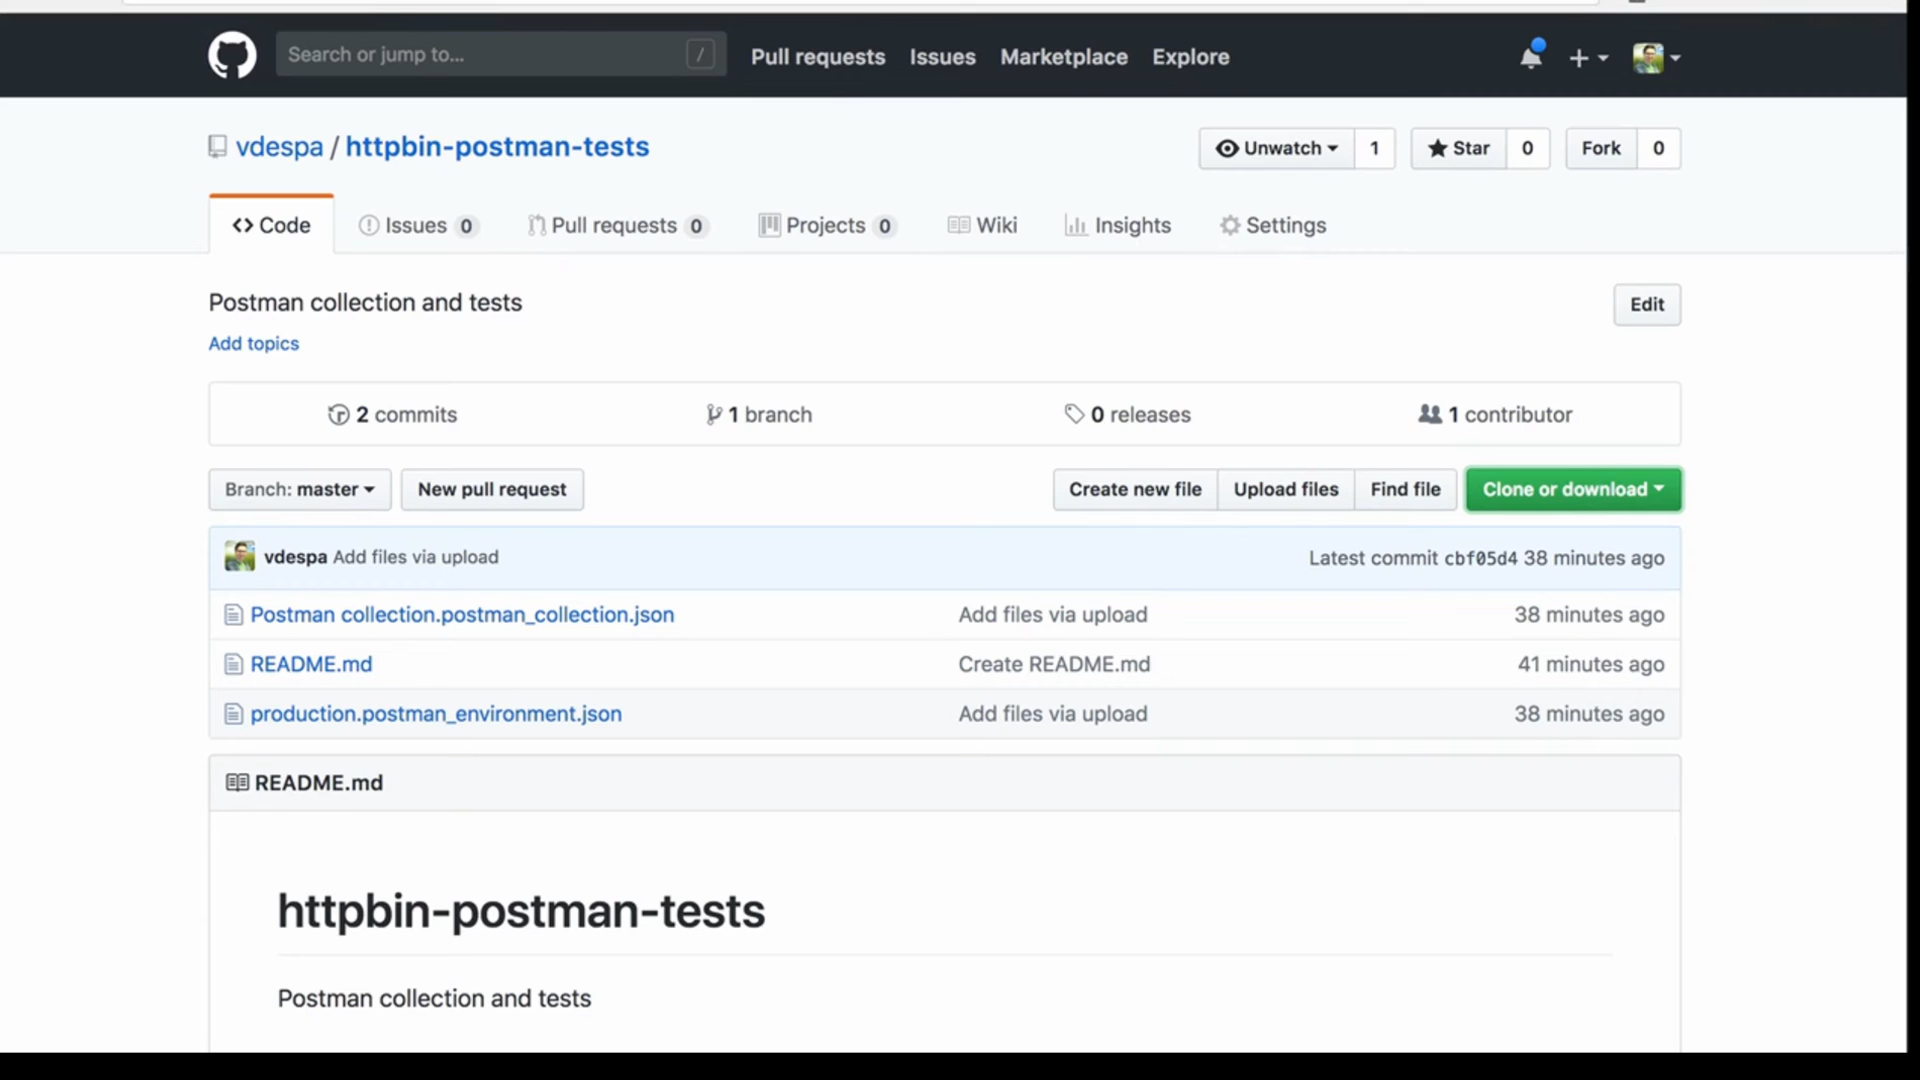 Search or jump to... / Pull requests Issues Marketplace Explore
vdespa / httpbin-postman-tests Unwatch 1 Star 0 Fork 0
Code Issues 0 Pull requests 0 Projects 0 Wiki Insights Settings
Postman collection and tests Edit
Add topics
2 commits 1 branch 0 releases 1 contributor
Branch: master New pull request Create new file Upload files Find file Clone or download
vdespa Add files via upload Latest commit cbf05d4 38 minutes ago
Postman collection.postman_collection.json Add files via upload 38 minutes ago
README.md Create README.md 41 minutes ago
production.postman_environment.json Add files via upload 38 minutes ago
README.md
httpbin-postman-tests
Postman collection and tests